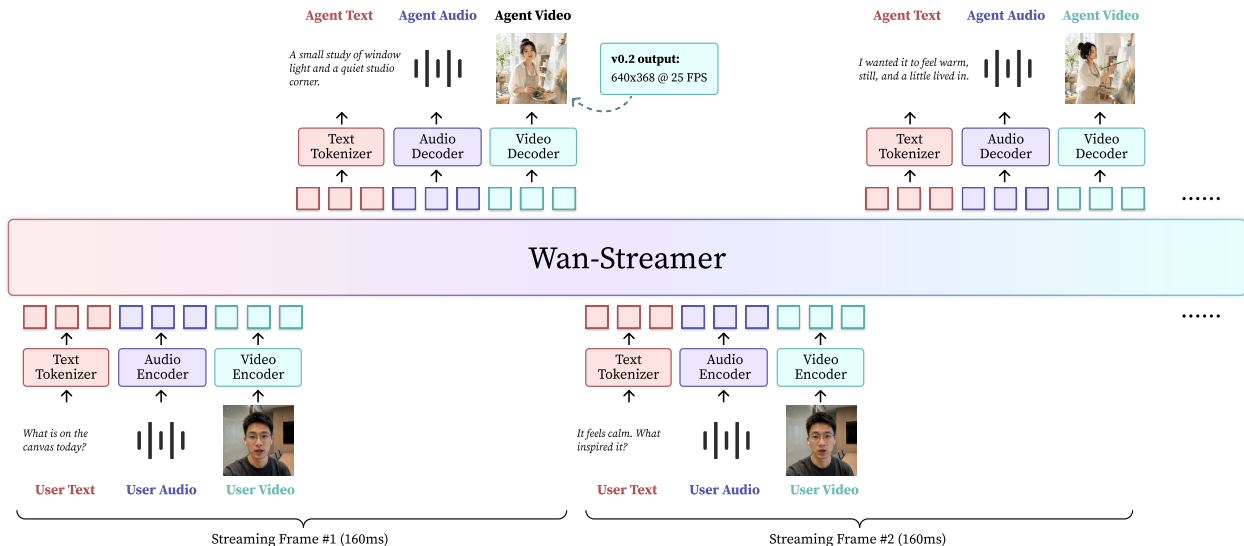 Agent Text Agent Audio Agent Video
Agent Text Agent Audio Agent Video
A small study of window
light and a quiet studio
corner.
v0.2 output:
640x368 @ 25 FPS
I wanted it to feel warm,
still, and a little lived in.
Text
Tokenizer
Audio
Decoder
Video
Decoder
Text
Tokenizer
Audio
Decoder
Video
Decoder
......
Wan-Streamer
......
Text
Tokenizer
Audio
Encoder
Video
Encoder
Text
Tokenizer
Audio
Encoder
Video
Encoder
What is on the
canvas today?
It feels calm. What
inspired it?
User Text User Audio User Video
User Text User Audio User Video
Streaming Frame #1 (160ms)
Streaming Frame #2 (160ms)